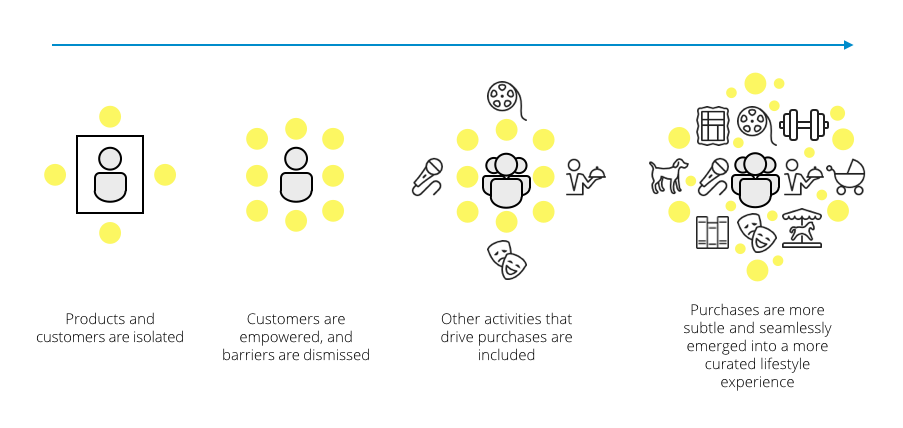 Products and
customers are isolated
Customers are
empowered, and
barriers are dismissed
Other activities that
drive purchases are
included
Purchases are more
subtle and seamlessly
emerged into a more
curated lifestyle
experience